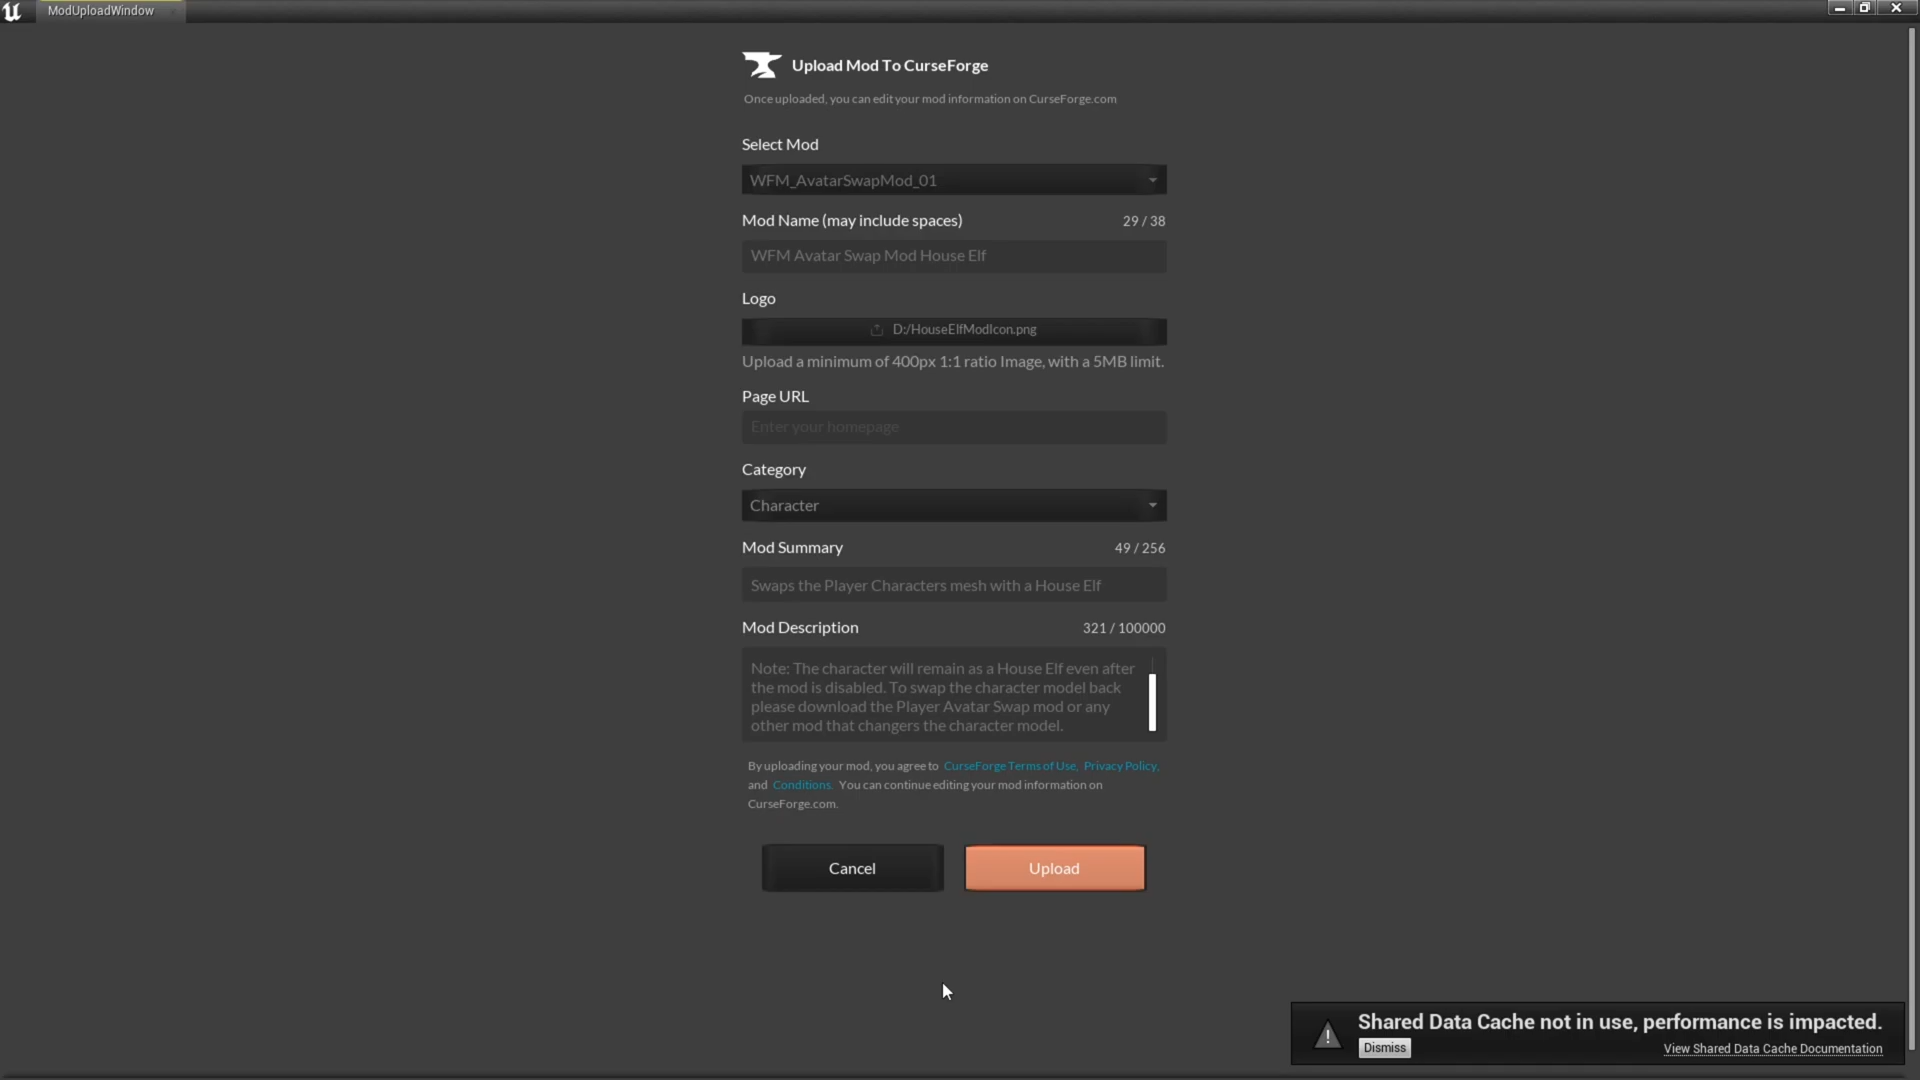 ModUploadWindow
Upload Mod To CurseForge
Once uploaded, you can edit your mod information on CurseForge.com
Select Mod
WFM_AvatarSwapMod_01
Mod Name (may include spaces) 29 / 38
WFM Avatar Swap Mod House Elf
Logo
D:/HouseElfModIcon.png
Upload a minimum of 400px 1:1 ratio Image, with a 5MB limit.
Page URL
Enter your homepage
Category
Character
Mod Summary 49 / 256
Swaps the Player Characters mesh with a House Elf
Mod Description 321 / 100000
Note: The character will remain as a House Elf even after
the mod is disabled. To swap the character model back
please download the Player Avatar Swap mod or any
other mod that changers the character model.
By uploading your mod, you agree to CurseForge Terms of Use, Privacy Policy,
and Conditions. You can continue editing your mod information on
CurseForge.com.
Cancel Upload
Shared Data Cache not in use, performance is impacted.
Dismiss View Shared Data Cache Documentation